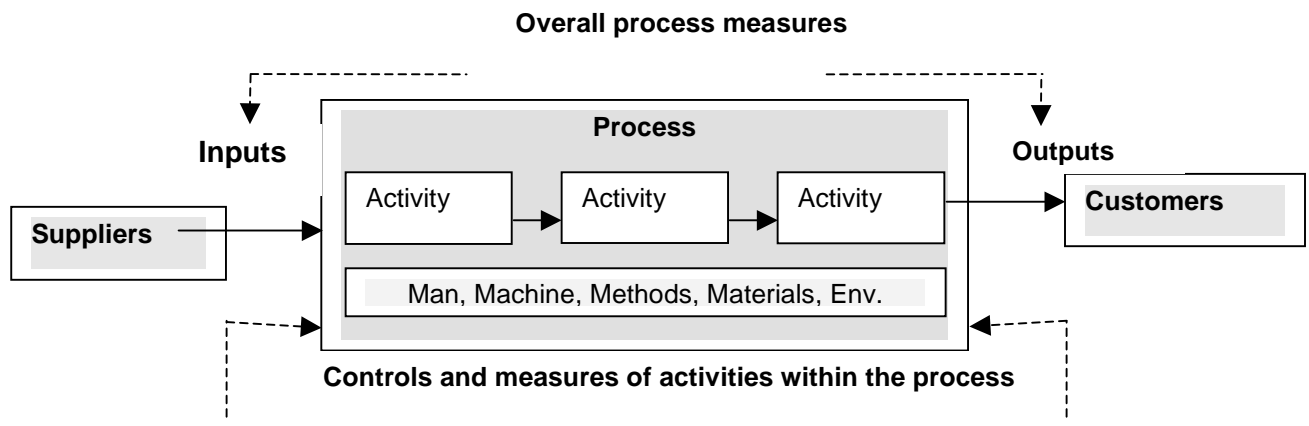 Overall process measures
Process
Inputs
Outputs
Activity
Activity
Activity
Customers
Suppliers
Man, Machine, Methods, Materials, Env.
Controls and measures of activities within the process